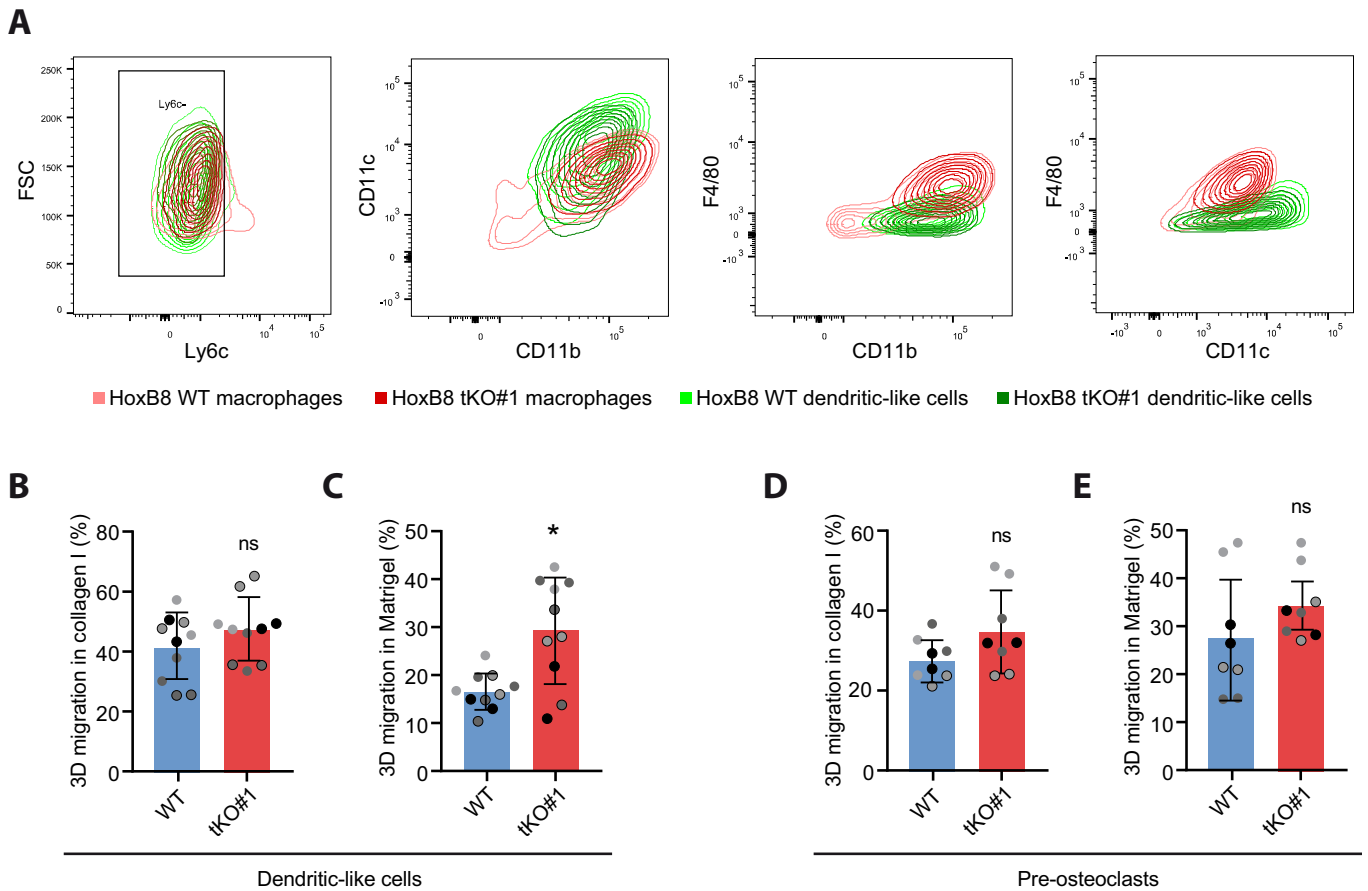 A
250K
200K
150K
100K
50K
0
FSC
Ly6c-
0
10^4
10^5
Ly6c
10^5
10^4
10^3
0
-10^3
CD11c
0
10^5
CD11b
10^5
10^4
10^3
0
-10^3
F4/80
0
10^5
CD11b
10^5
10^4
10^3
0
-10^3
F4/80
-10^3
0
10^3
10^4
10^5
CD11c
HoxB8 WT macrophages HoxB8 tKO#1 macrophages HoxB8 WT dendritic-like cells HoxB8 tKO#1 dendritic-like cells
B
3D migration in collagen I (%)
80
60
40
20
0
ns
WT
tKO#1
C
3D migration in Matrigel (%)
50
40
30
20
10
0
*
WT
tKO#1
Dendritic-like cells
D
3D migration in collagen I (%)
60
40
20
0
ns
WT
tKO#1
E
3D migration in Matrigel (%)
50
40
30
20
10
0
ns
WT
tKO#1
Pre-osteoclasts